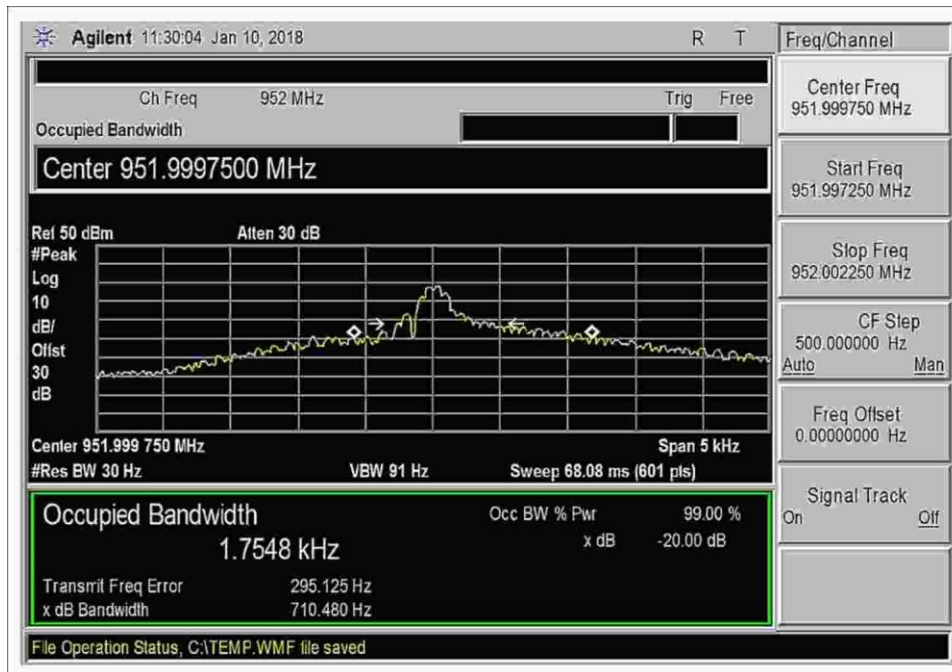 Agilent 11:30:04 Jan 10, 2018 R T
Ch Freq 952 MHz Trig Free
Occupied Bandwidth
Center 951.9997500 MHz
Ref 50 dBm Atten 30 dB
#Peak
Log
10
dB/
Offst
30
dB
Center 951.999 750 MHz Span 5 kHz
#Res BW 30 Hz VBW 91 Hz Sweep 68.08 ms (601 pts)
Occupied Bandwidth
1.7548 kHz
Occ BW % Pwr 99.00 %
x dB -20.00 dB
Transmit Freq Error 295.125 Hz
x dB Bandwidth 710.480 Hz
File Operation Status, C:\TEMP.WMF file saved
Freq/Channel
Center Freq
951.999750 MHz
Start Freq
951.997250 MHz
Stop Freq
952.002250 MHz
CF Step
500.000000 Hz
Auto Man
Freq Offset
0.00000000 Hz
Signal Track
On Off